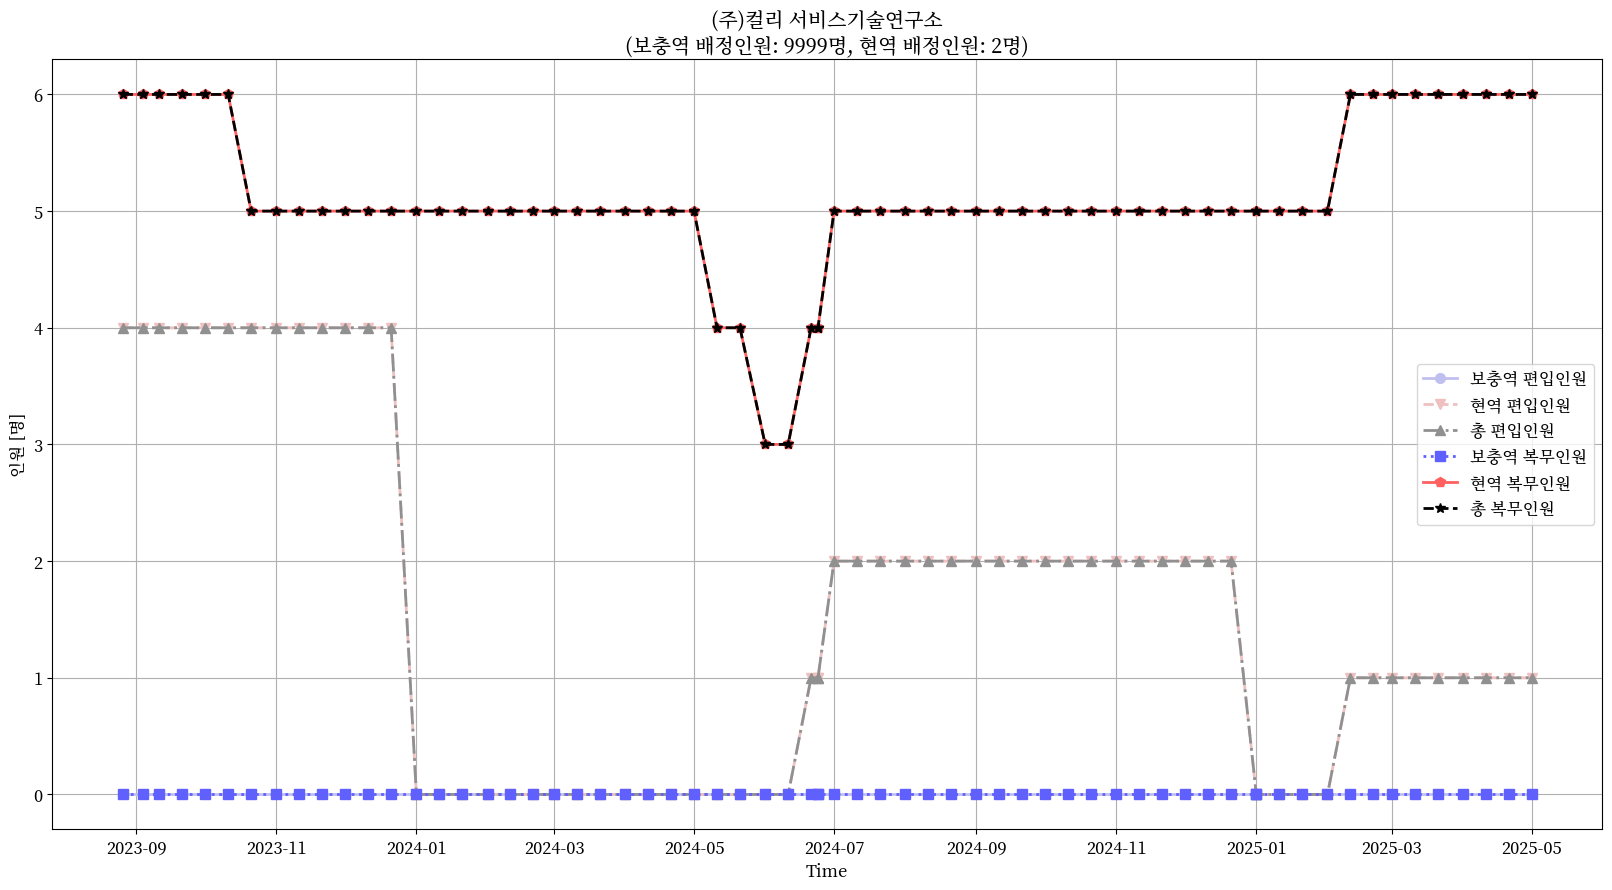 (주)컬리 서비스기술연구소
(보충역 배정인원: 9999명, 현역 배정인원: 2명)
6
5
4
3
2
1
0
인원 [명]
보충역 편입인원
현역 편입인원
총 편입인원
보충역 복무인원
현역 복무인원
총 복무인원
2023-09 2023-11 2024-01 2024-03 2024-05 2024-07 2024-09 2024-11 2025-01 2025-03 2025-05
Time